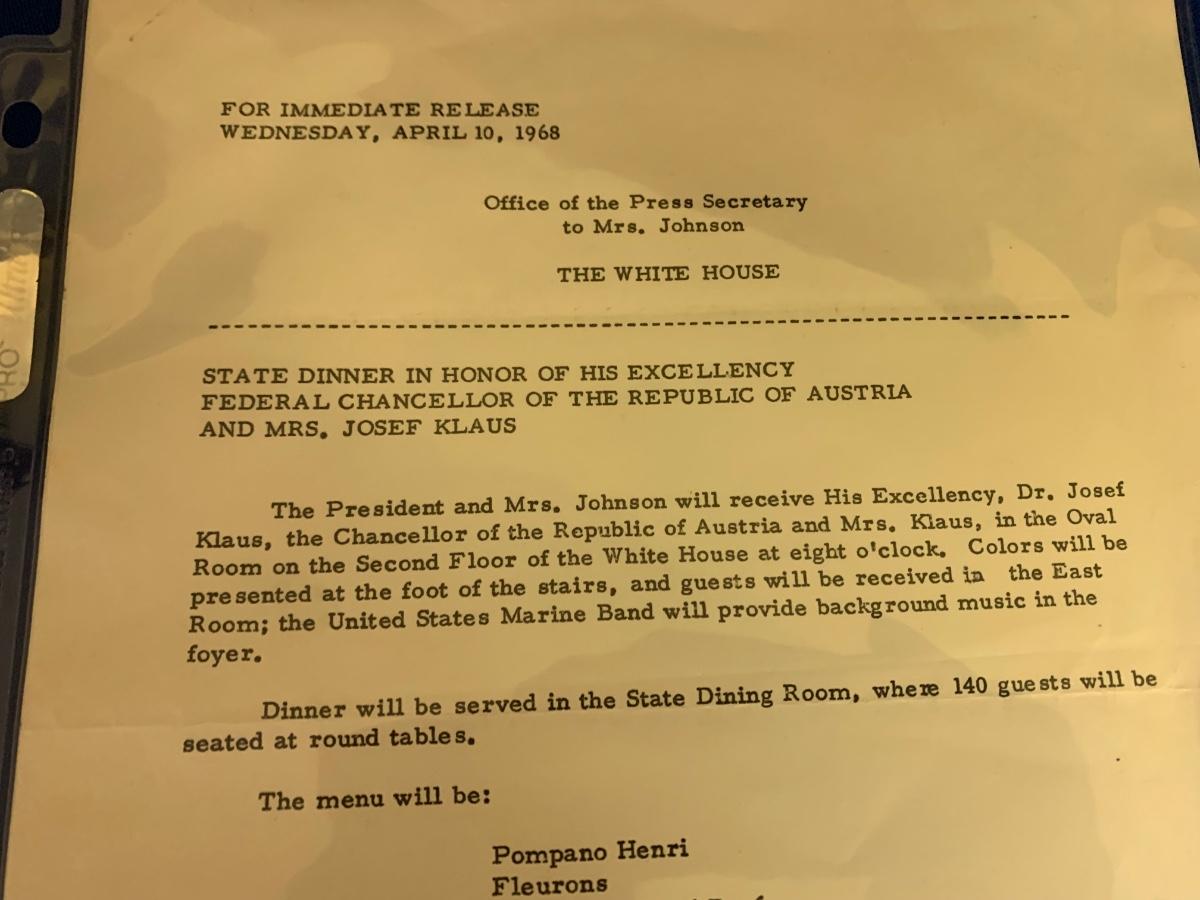 FOR IMMEDIATE RELEASE
WEDNESDAY, APRIL 10, 1968
Office of the Press Secretary
to Mrs. Johnson
THE WHITE HOUSE
STATE DINNER IN HONOR OF HIS EXCELLENCY
FEDERAL CHANCELLOR OF THE REPUBLIC OF AUSTRIA
AND MRS. JOSEF KLAUS
The President and Mrs. Johnson will receive His Excellency, Dr. Josef
Klaus, the Chancellor of the Republic of Austria and Mrs. Klaus, in the Oval
Room on the Second Floor of the White House at eight o'clock. Colors will be
presented at the foot of the stairs, and guests will be received in the East
Room; the United States Marine Band will provide background music in the
foyer.
Dinner will be served in the State Dining Room, where 140 guests will be
seated at round tables.
The menu will be:
Pompano Henri
Fleurons